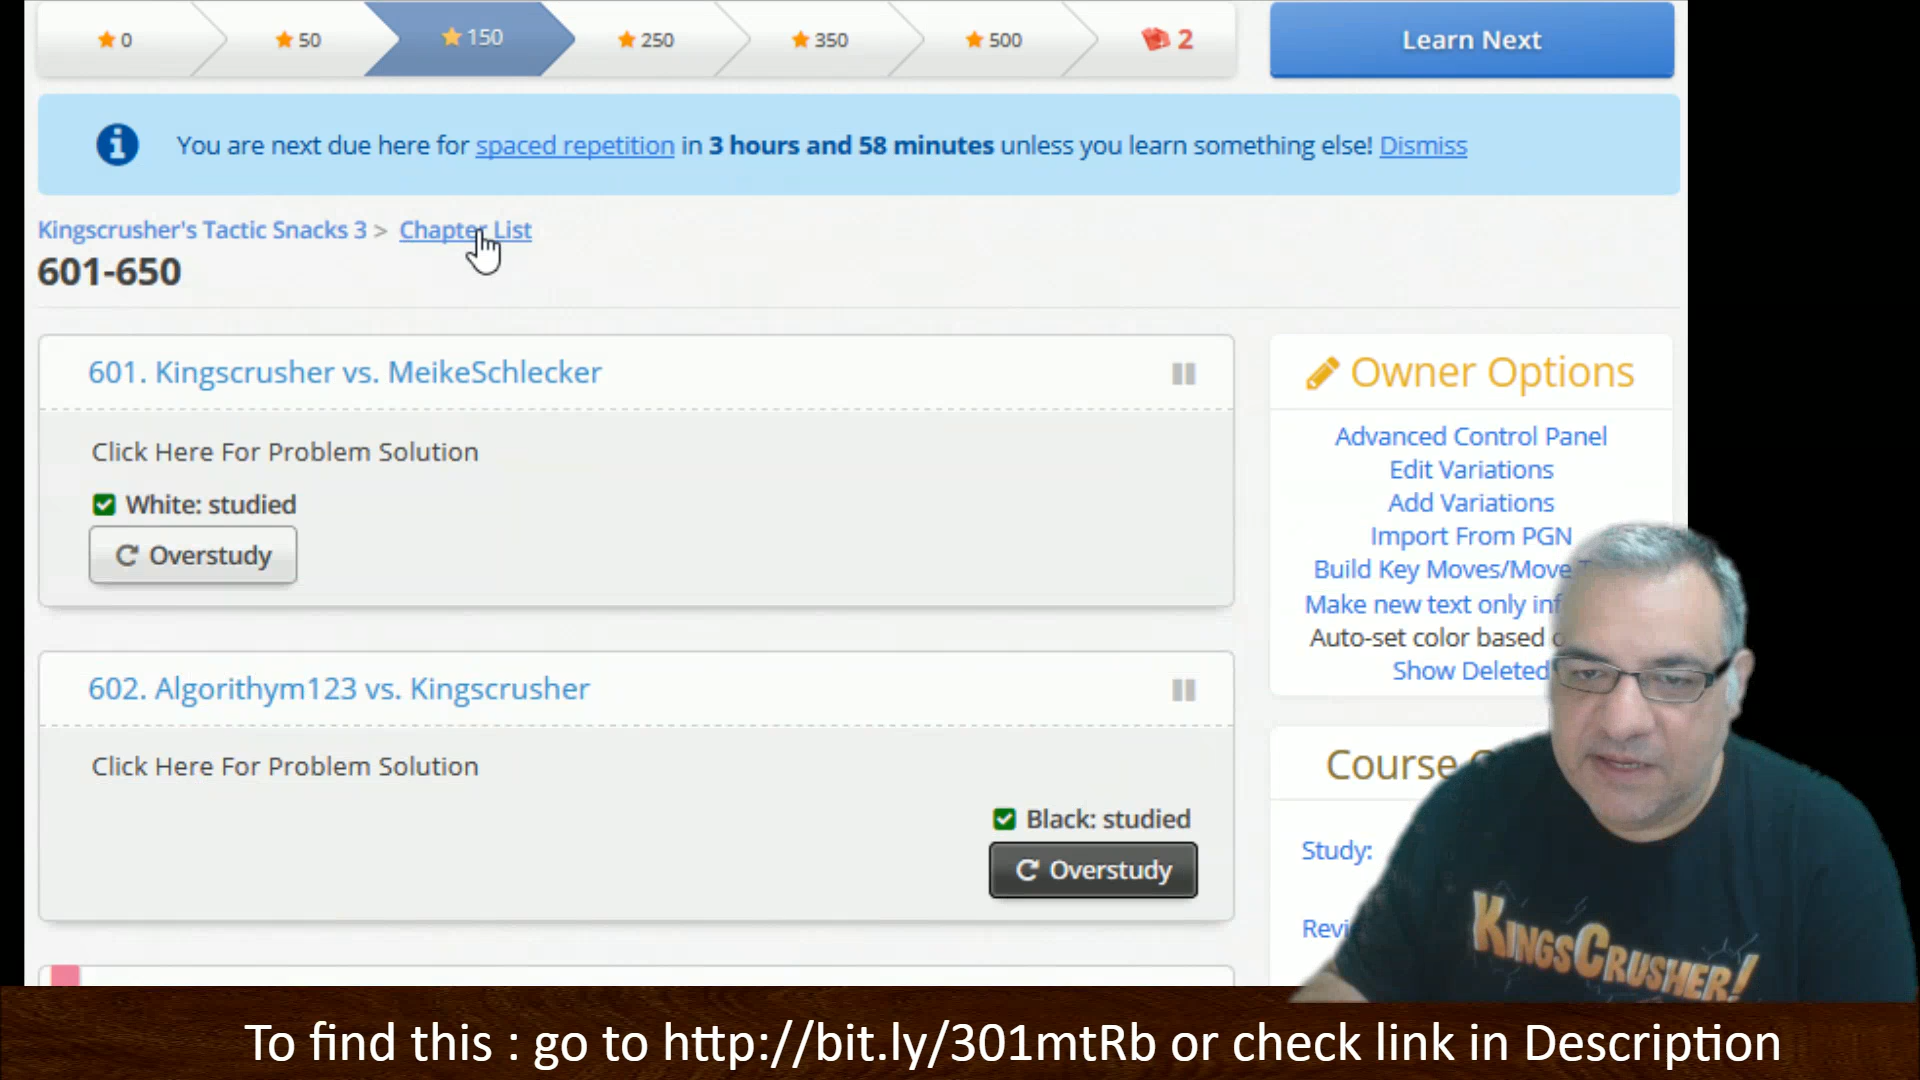 0
50
150
250
350
500
2
Learn Next
You are next due here for spaced repetition in 3 hours and 58 minutes unless you learn something else! Dismiss
Kingscrusher's Tactic Snacks 3 > Chapter List
601-650
601. Kingscrusher vs. MeikeSchlecker
Click Here For Problem Solution
White: studied
Overstudy
602. Algorithym123 vs. Kingscrusher
Click Here For Problem Solution
Black: studied
Overstudy
Owner Options
Advanced Control Panel
Edit Variations
Add Variations
Import From PGN
Build Key Moves/Move
Make new text only
Auto-set color based
Show Deleted
Course
Study:
KINGSCRUSHER!
To find this : go to http://bit.ly/301mtRb or check link in Description